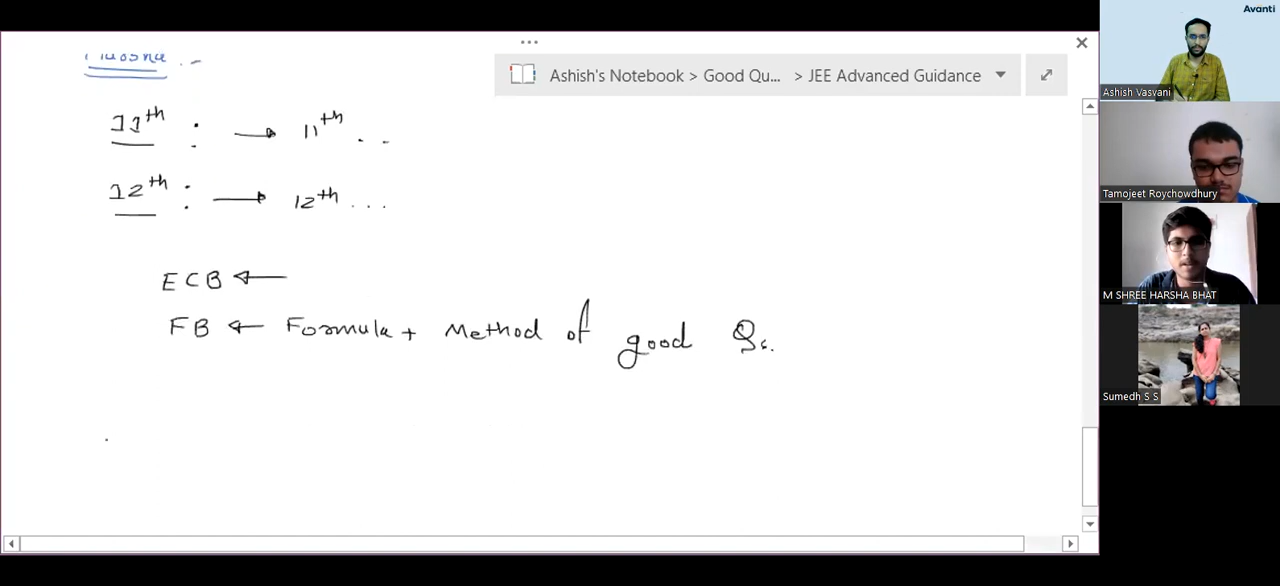 Avanti
Ashish's Notebook > Good Qu... > JEE Advanced Guidance
11th : → 11th ..
12th : → 12th ...
ECB ←
FB ← Formula + Method of good Qs.
Ashish Vasvani
Tamojeet Roychowdhury
M SHREE HARSHA BHAT
Sumedh S S